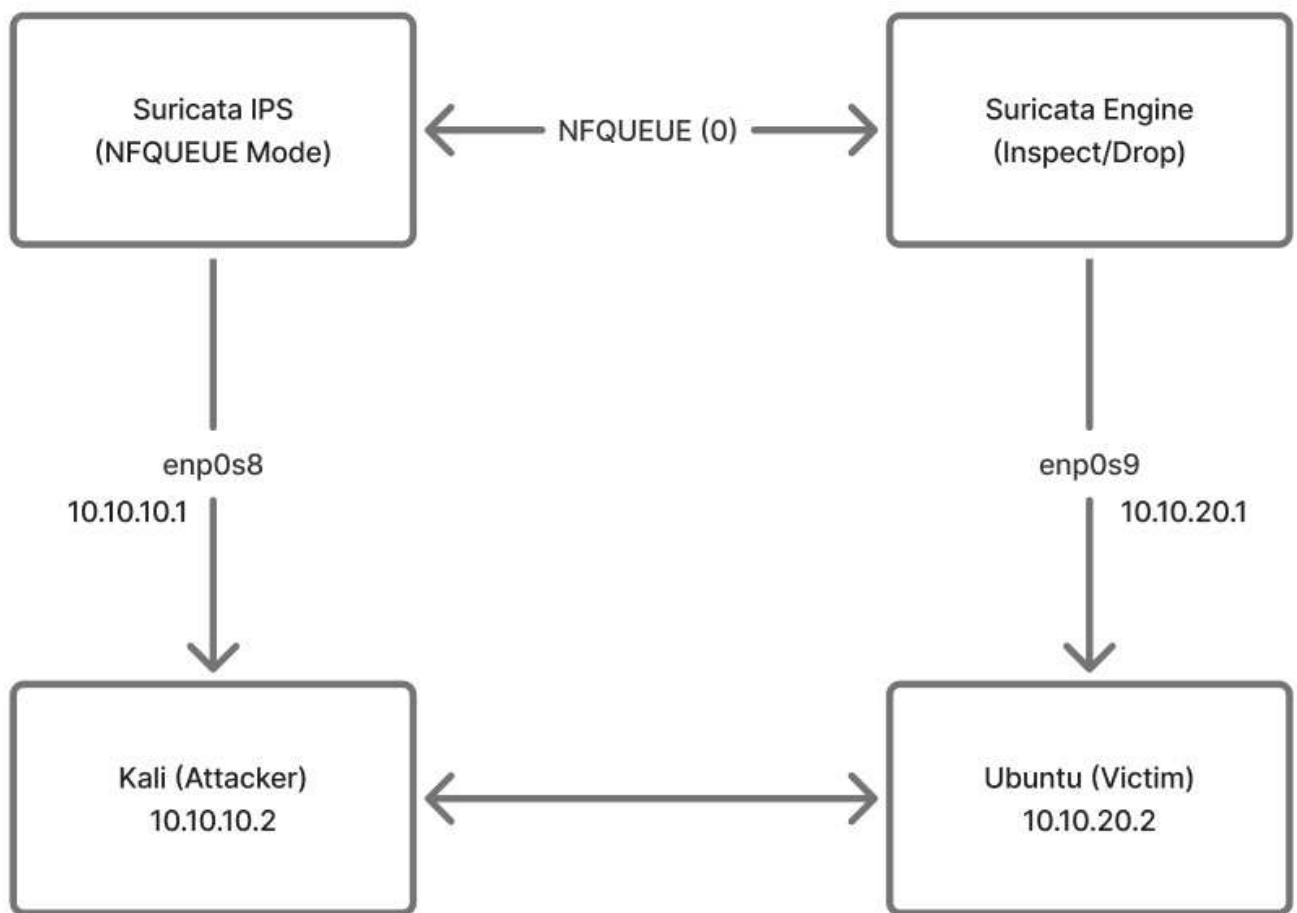 Suricata IPS
(NFQUEUE Mode)
NFQUEUE (0)
Suricata Engine
(Inspect/Drop)
enp0s8
10.10.10.1
enp0s9
10.10.20.1
Kali (Attacker)
10.10.10.2
Ubuntu (Victim)
10.10.20.2